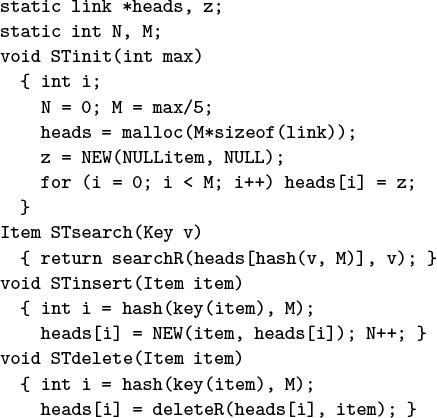 static link *heads, z;
static int N, M;
void STinit(int max)
  { int i;
    N = 0; M = max/5;
    heads = malloc(M*sizeof(link));
    z = NEW(NULLitem, NULL);
    for (i = 0; i < M; i++) heads[i] = z;
  }
Item STsearch(Key v)
  { return searchR(heads[hash(v, M)], v); }
void STinsert(Item item)
  { int i = hash(key(item), M);
    heads[i] = NEW(item, heads[i]); N++; }
void STdelete(Item item)
  { int i = hash(key(item), M);
    heads[i] = deleteR(heads[i], item); }